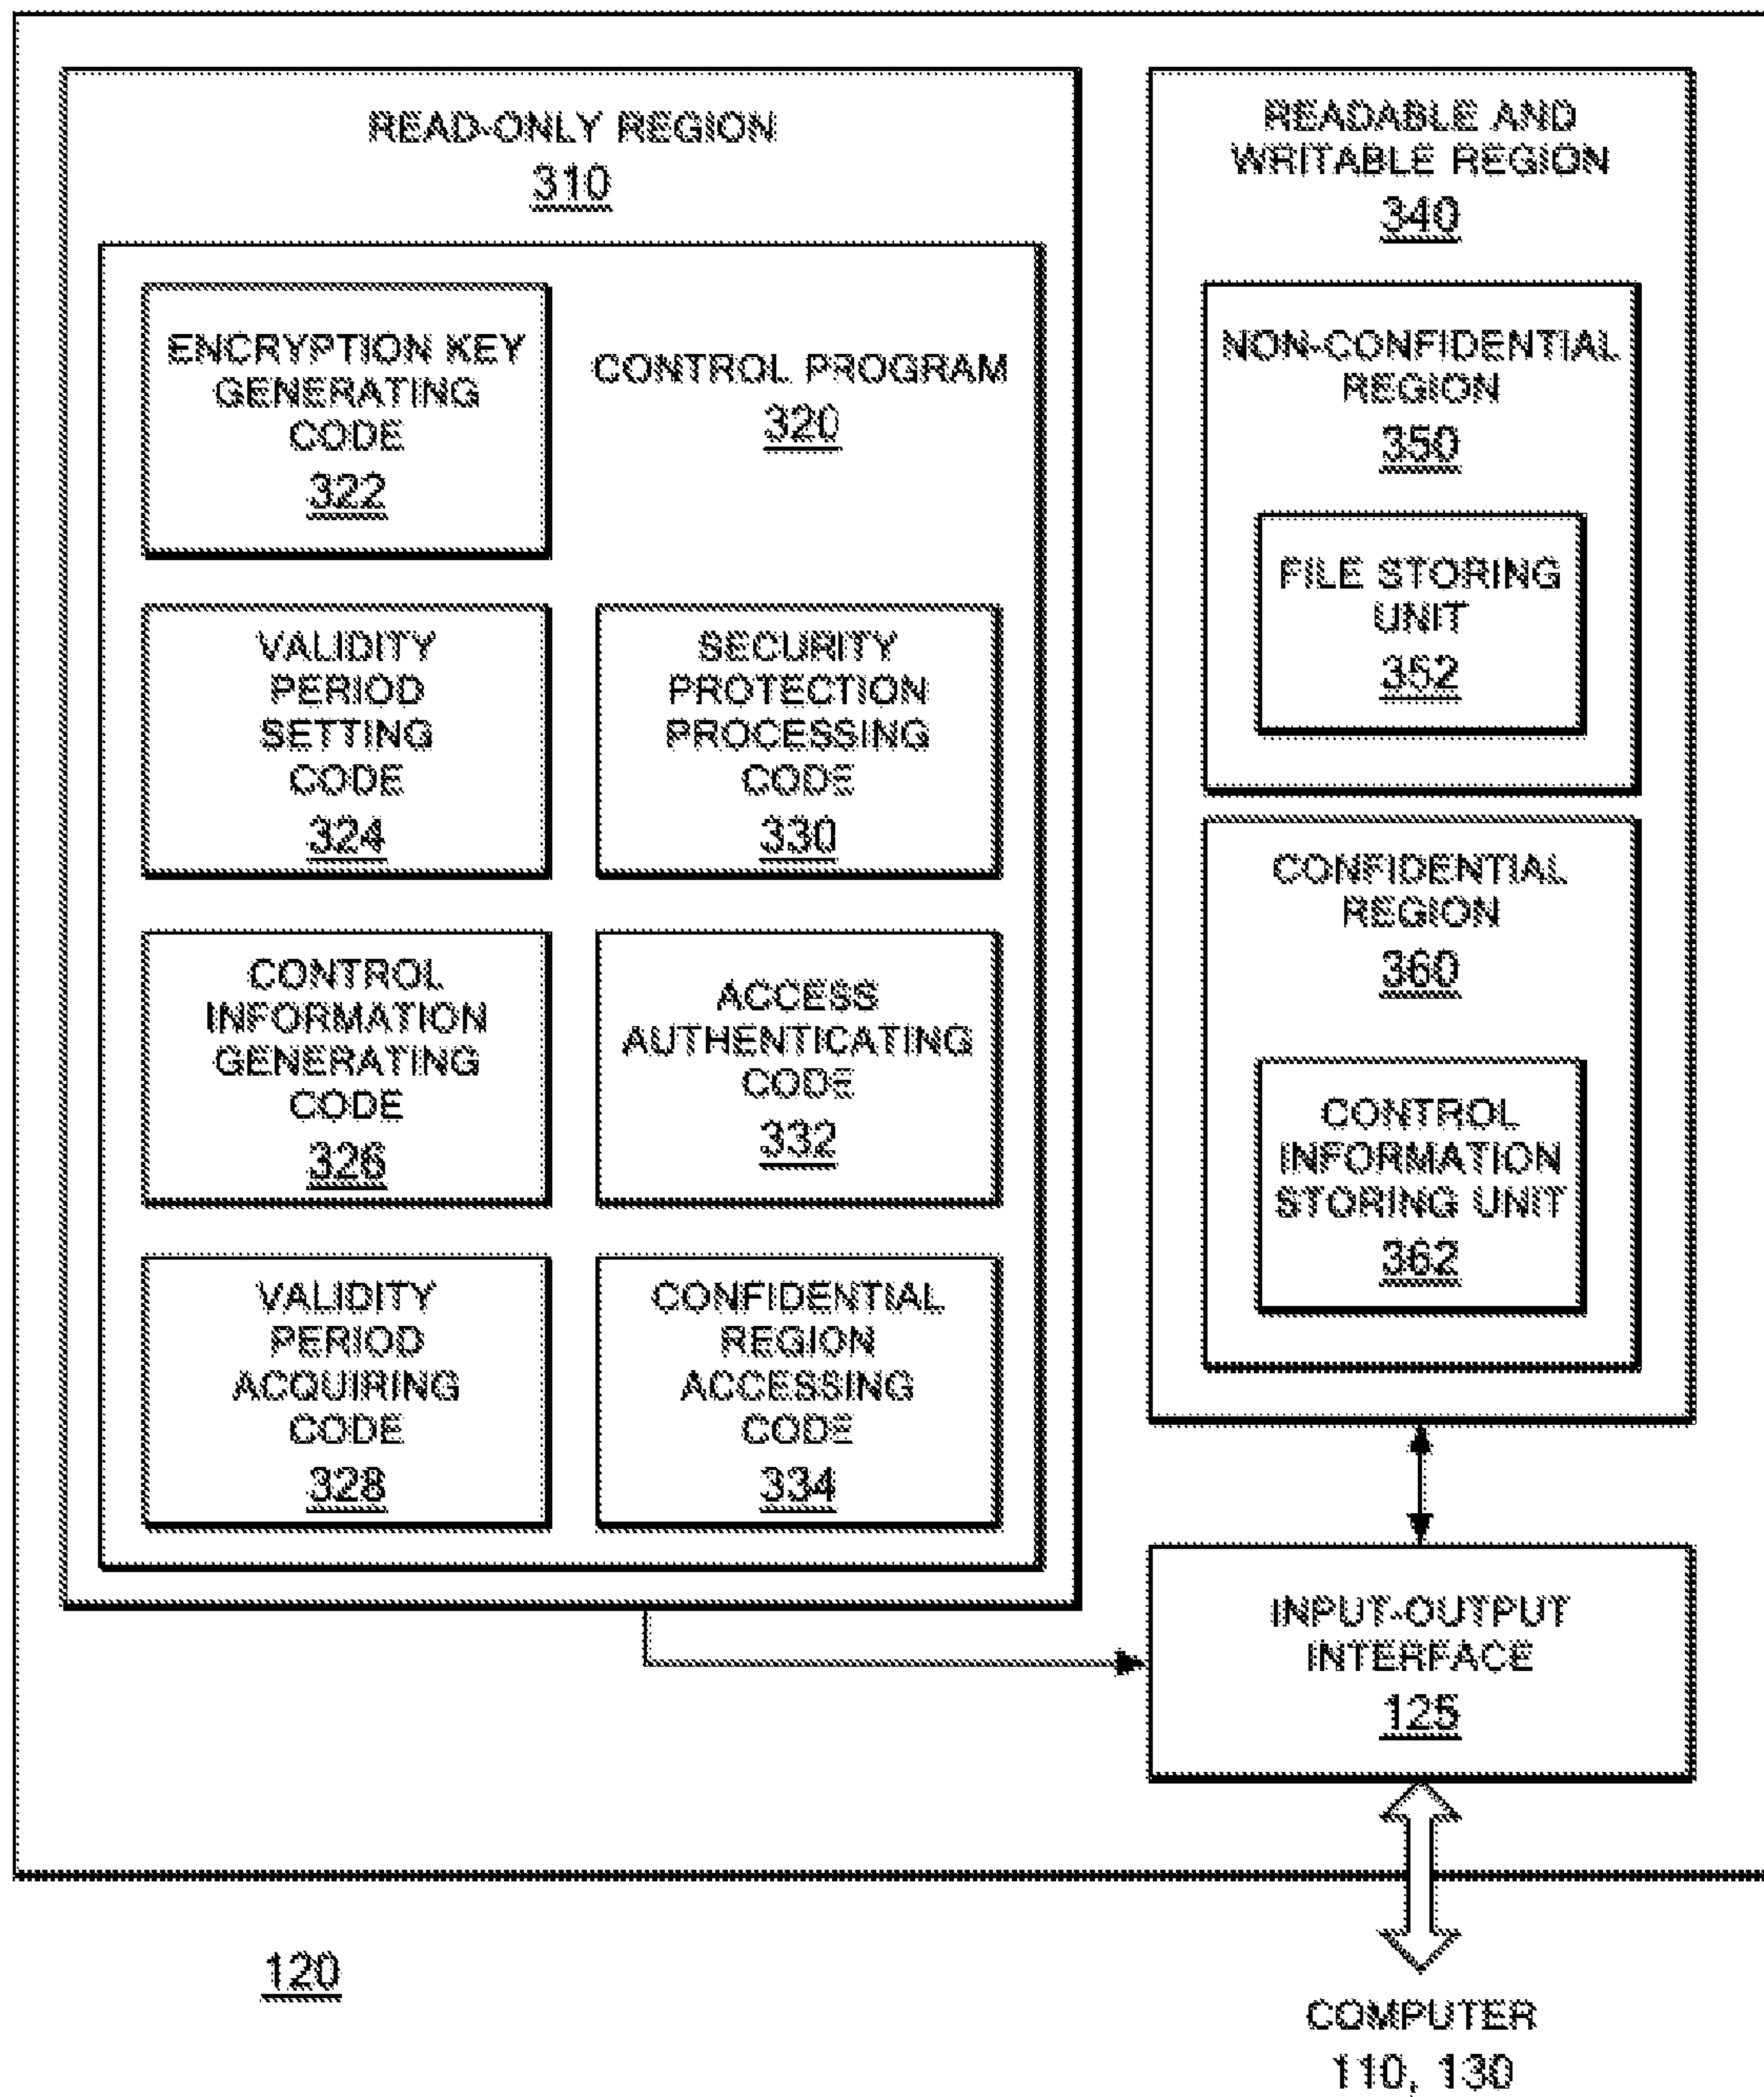 READ-ONLY REGION
310
ENCRYPTION KEY
GENERATING
CODE
322
CONTROL PROGRAM
320
VALIDITY
PERIOD
SETTING
CODE
324
SECURITY
PROTECTION
PROCESSING
CODE
330
CONTROL
INFORMATION
GENERATING
CODE
326
ACCESS
AUTHENTICATING
CODE
332
VALIDITY
PERIOD
ACQUIRING
CODE
328
CONFIDENTIAL
REGION
ACCESSING
CODE
334
READABLE AND
WRITABLE REGION
340
NON-CONFIDENTIAL
REGION
350
FILE STORING
UNIT
352
CONFIDENTIAL
REGION
360
CONTROL
INFORMATION
STORING UNIT
362
INPUT-OUTPUT
INTERFACE
125
120
COMPUTER
110, 130